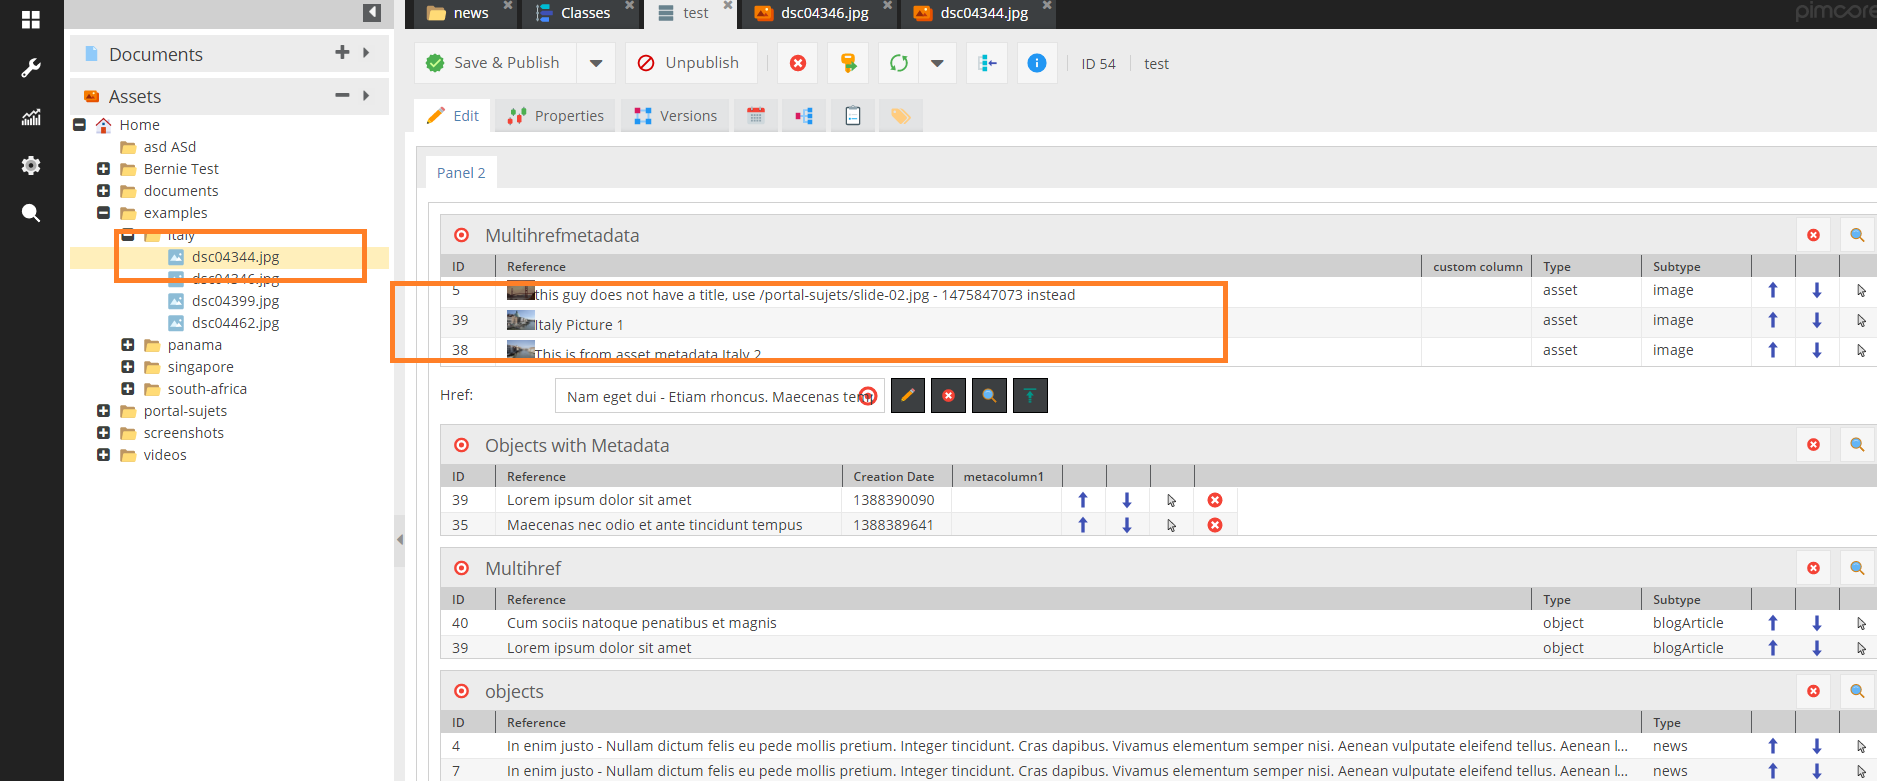 news
Classes
test
dsc04346.jpg
dsc04344.jpg
pimcore
Documents
Assets
Home
asd ASd
Bernie Test
documents
examples
Italy
dsc04344.jpg
dsc04346.jpg
dsc04399.jpg
dsc04462.jpg
panama
singapore
south-africa
portal-sujets
screenshots
videos
Save & Publish
Unpublish
ID 54
test
Edit
Properties
Versions
Panel 2
Multihrefmetadata
ID Reference custom column Type Subtype
5 this guy does not have a title, use /portal-sujets/slide-02.jpg - 1475847073 instead asset image
39 Italy Picture 1 asset image
38 This is from asset metadata Italy 2 asset image
Href: Nam eget dui - Etiam rhoncus. Maecenas tem
Objects with Metadata
ID Reference Creation Date metacolumn1
39 Lorem ipsum dolor sit amet 1388390090
35 Maecenas nec odio et ante tincidunt tempus 1388389641
Multihref
ID Reference Type Subtype
40 Cum sociis natoque penatibus et magnis object blogArticle
39 Lorem ipsum dolor sit amet object blogArticle
objects
ID Reference Type
4 In enim justo - Nullam dictum felis eu pede mollis pretium. Integer tincidunt. Cras dapibus. Vivamus elementum semper nisi. Aenean vulputate eleifend tellus. Aenean l... news
7 In enim justo - Nullam dictum felis eu pede mollis pretium. Integer tincidunt. Cras dapibus. Vivamus elementum semper nisi. Aenean vulputate eleifend tellus. Aenean l... news